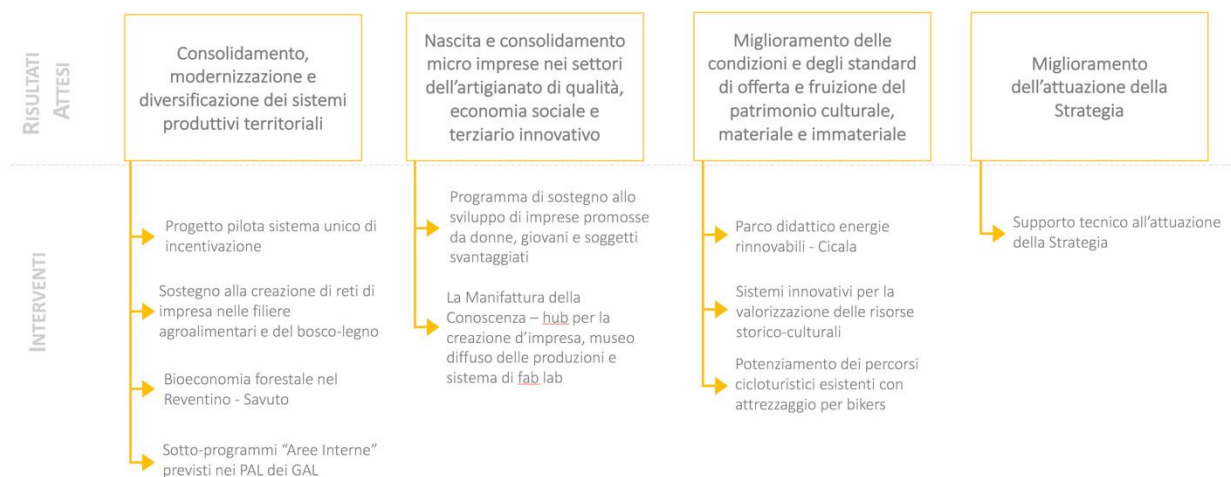 RISULTATI
ATTESI
Consolidamento,
modernizzazione e
diversificazione dei sistemi
produttivi territoriali
Nascita e consolidamento
micro imprese nei settori
dell'artigianato di qualità,
economia sociale e
terziario innovativo
Miglioramento delle
condizioni e degli standard
di offerta e fruizione del
patrimonio culturale,
materiale e immateriale
Miglioramento
dell'attuazione della
Strategia
INTERVENTI
Progetto pilota sistema unico di
incentivazione
Sostegno alla creazione di reti di
impresa nelle filiere
agroalimentari e del bosco-legno
Bioeconomia forestale nel
Reventino - Savuto
Sotto-programmi "Aree Interne"
previsti nei PAL dei GAL
Programma di sostegno allo
sviluppo di imprese promosse
da donne, giovani e soggetti
svantaggiati
La Manifattura della
Conoscenza – hub per la
creazione d'impresa, museo
diffuso delle produzioni e
sistema di fab lab
Parco didattico energie
rinnovabili - Cicala
Sistemi innovativi per la
valorizzazione delle risorse
storico-culturali
Potenziamento dei percorsi
cicloturistici esistenti con
attrezzaggio per bikers
Supporto tecnico all'attuazione
della Strategia